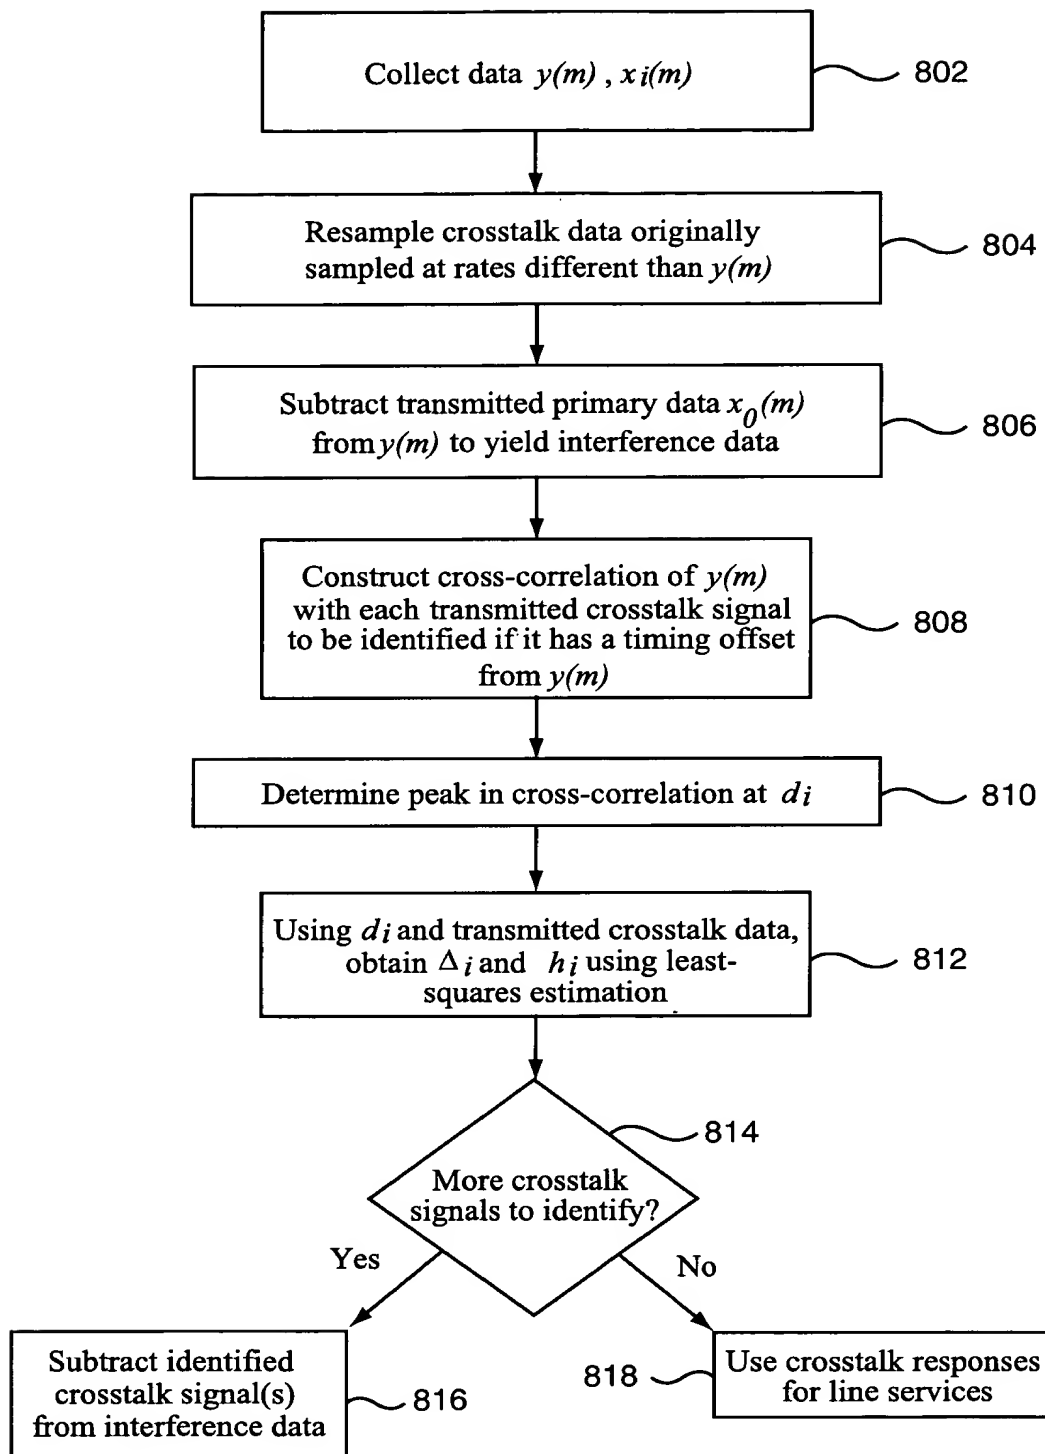 Collect data y(m) , xi(m)
802
Resample crosstalk data originally
sampled at rates different than y(m)
804
Subtract transmitted primary data x0(m)
from y(m) to yield interference data
806
Construct cross-correlation of y(m)
with each transmitted crosstalk signal
to be identified if it has a timing offset
from y(m)
808
Determine peak in cross-correlation at di
810
Using di and transmitted crosstalk data,
obtain Δi and hi using least-
squares estimation
812
814
More crosstalk
signals to identify?
Yes
No
Subtract identified
crosstalk signal(s)
from interference data
816
818
Use crosstalk responses
for line services